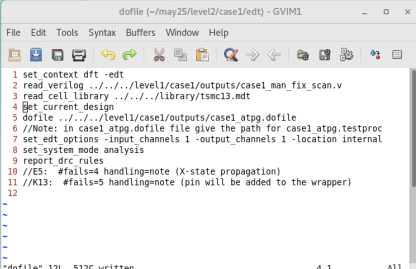 dofile (~/may25/level2/case1/edt) - GVIM1
File Edit Tools Syntax Buffers Window Help
1 set_context dft -edt
2 read_verilog ../../../level1/case1/outputs/case1_man_fix_scan.v
3 read_cell_library ../../../library/tsmc13.mdt
4 set_current_design
5 dofile ../../../level1/case1/outputs/case1_atpg.dofile
6 //Note: in case1_atpg.dofile file give the path for case1_atpg.testproc
7 set_edt_options -input_channels 1 -output_channels 1 -location internal
8 set_system_mode analysis
9 report_drc_rules
10 //E5: #fails=4 handling=note (X-state propagation)
11 //K13: #fails=5 handling=note (pin will be added to the wrapper)
12
~
~
~
~
~
~
"dofile" 12L, 512C written 4,1 All